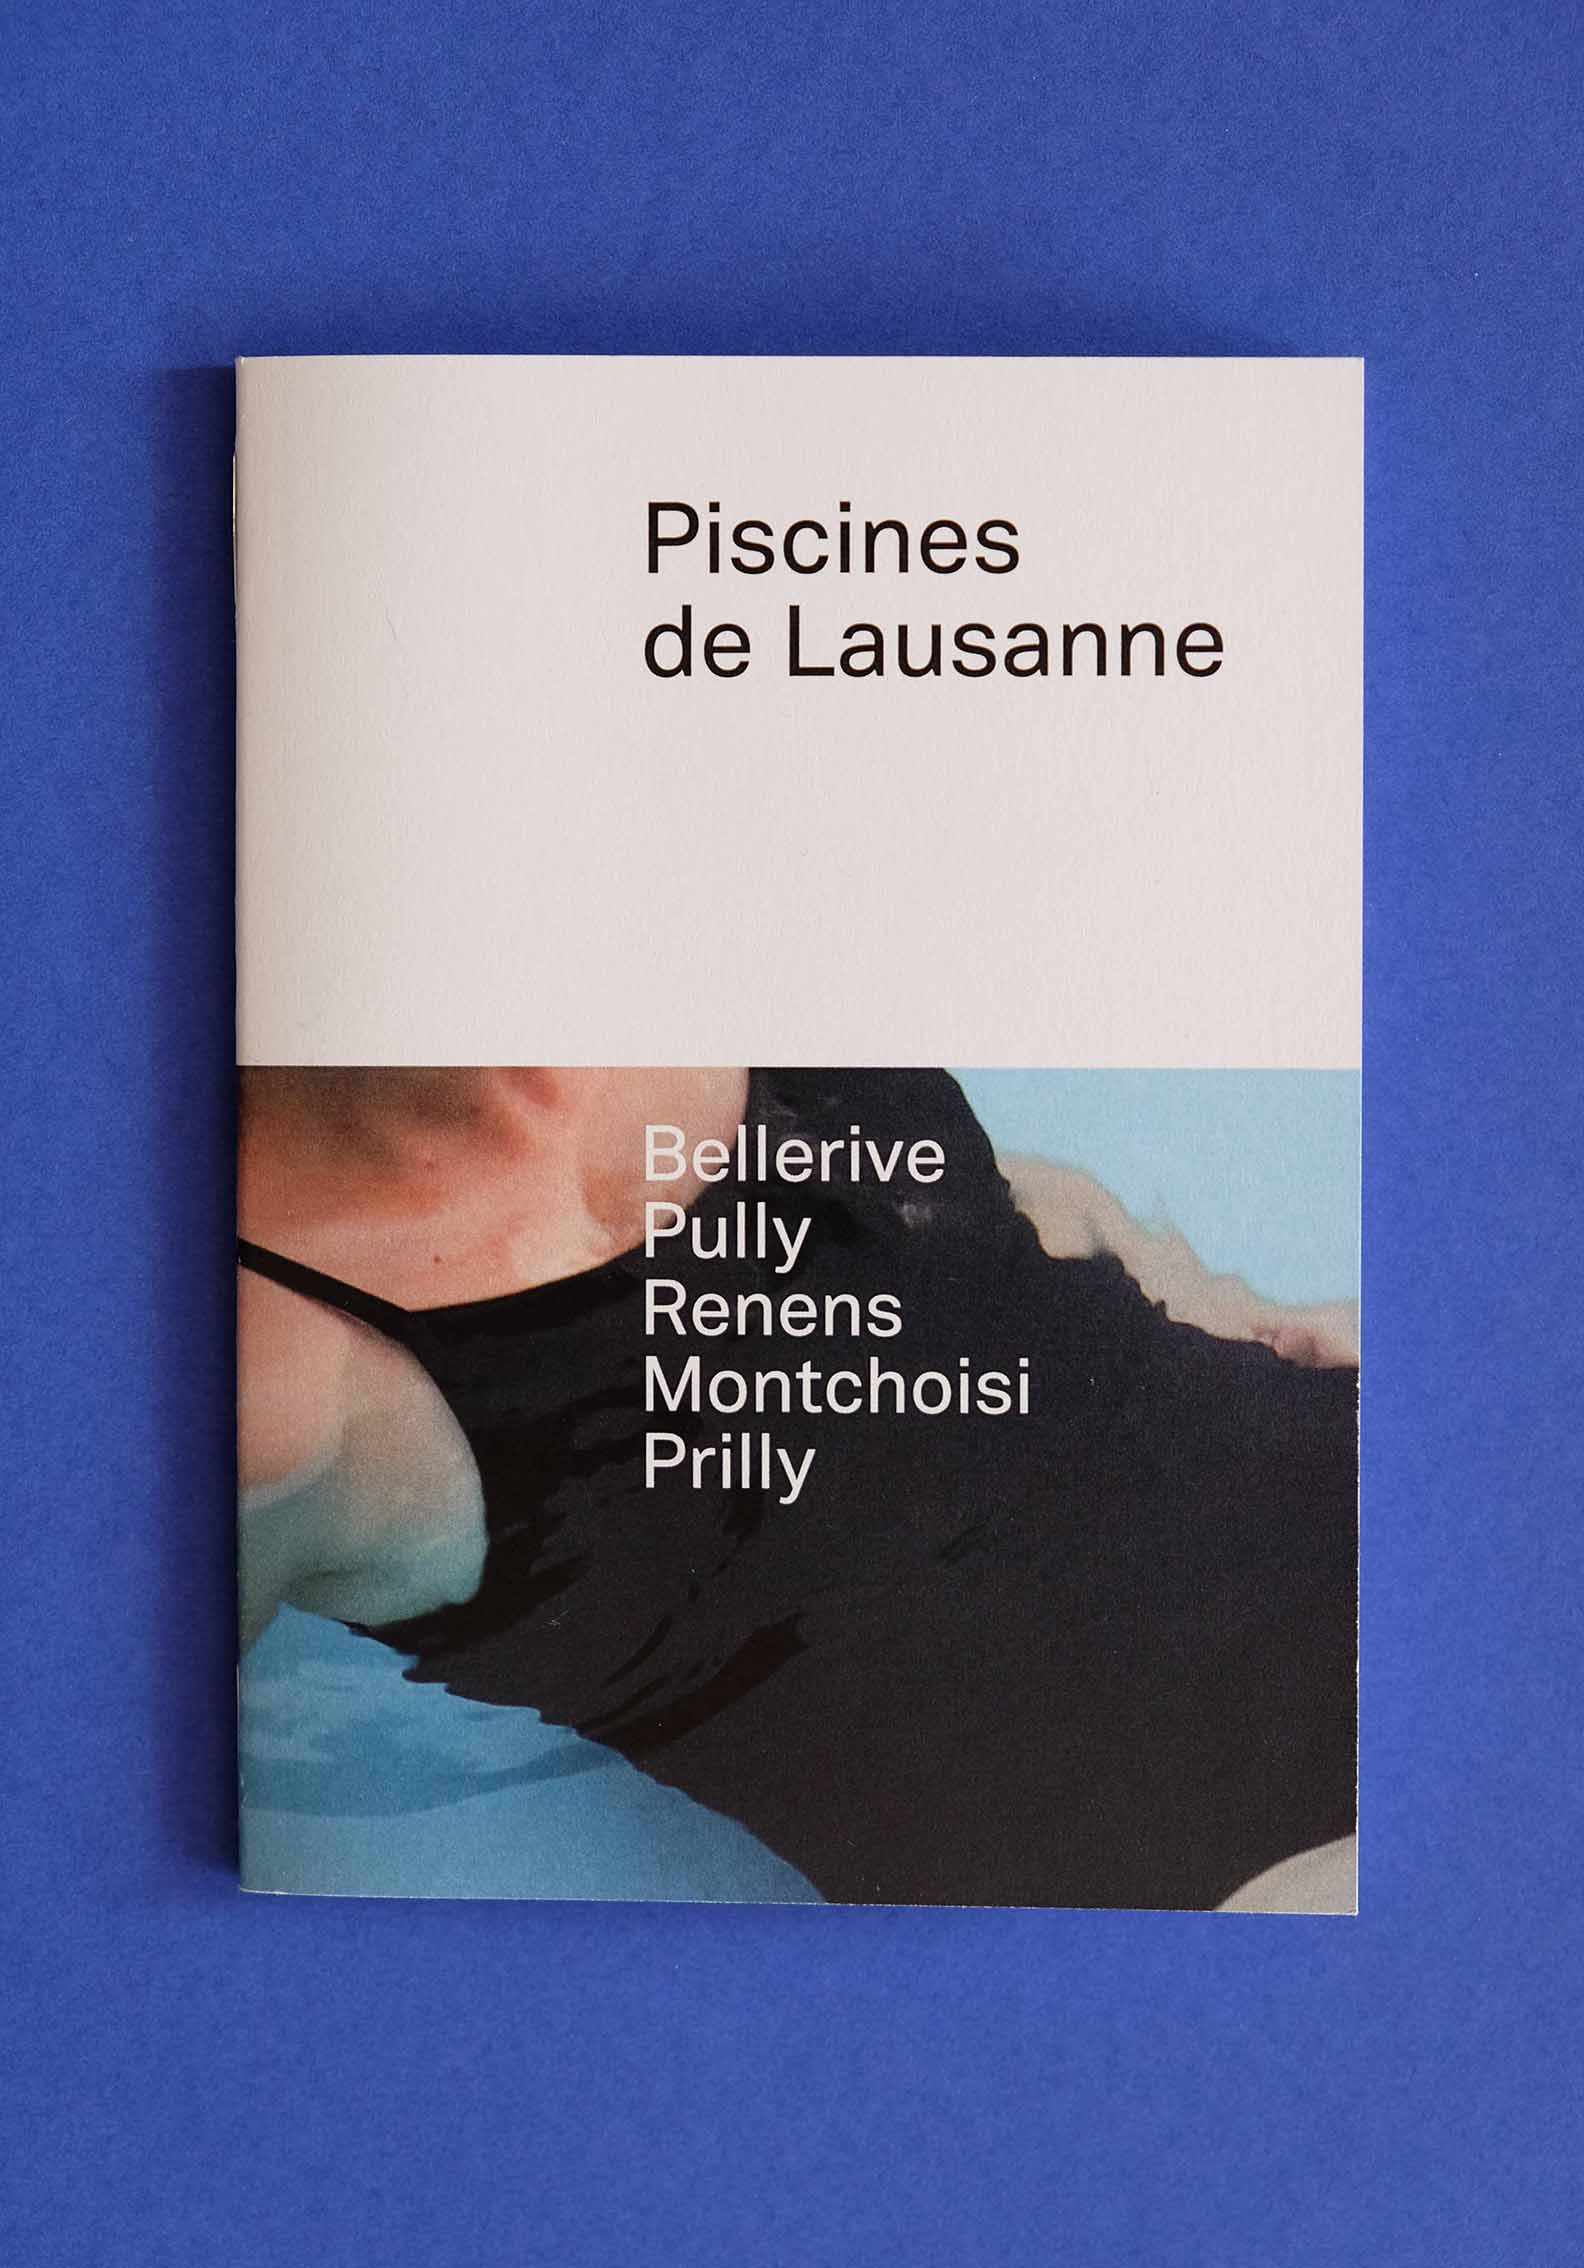 Piscines
de Lausanne
Bellerive
Pully
Renens
Montchoisi
Prilly